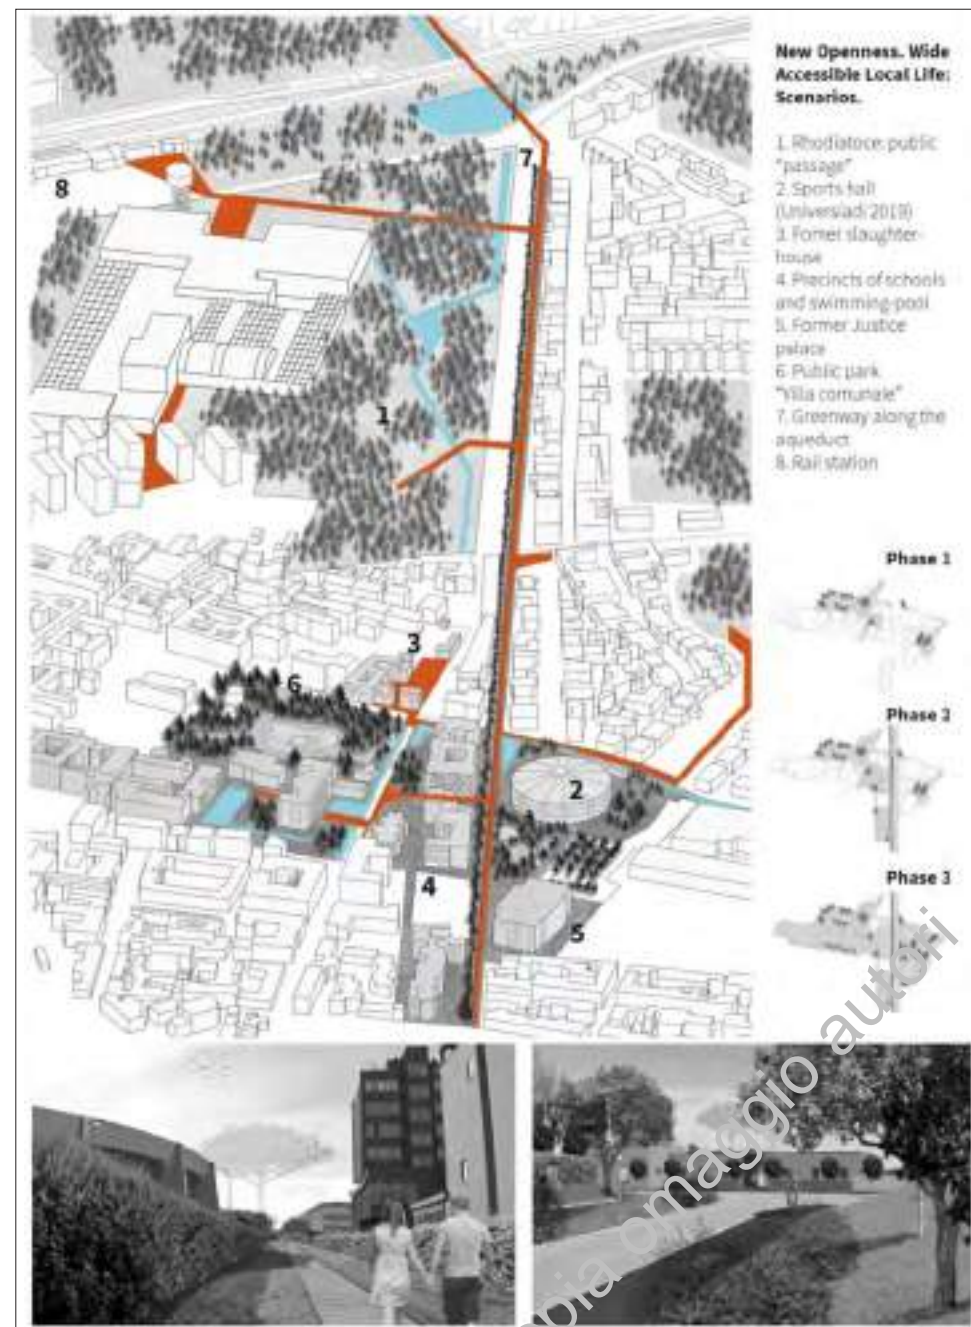 New Openness. Wide
Accessible Local Life:
Scenarios.
1. Rhodiatoce: public
"passage"
2. Sports hall
(Universiadi 2019)
3. Fomer slaughter-
house
4. Precincts of schools
and swimming-pool
5. Former Justice
palace
6. Public park
"Villa comunale"
7. Greenway along the
aqueduct
8. Rail station
7
8
1
3
6
2
4
5
Phase 1
Phase 2
Phase 3
copia omaggio autori